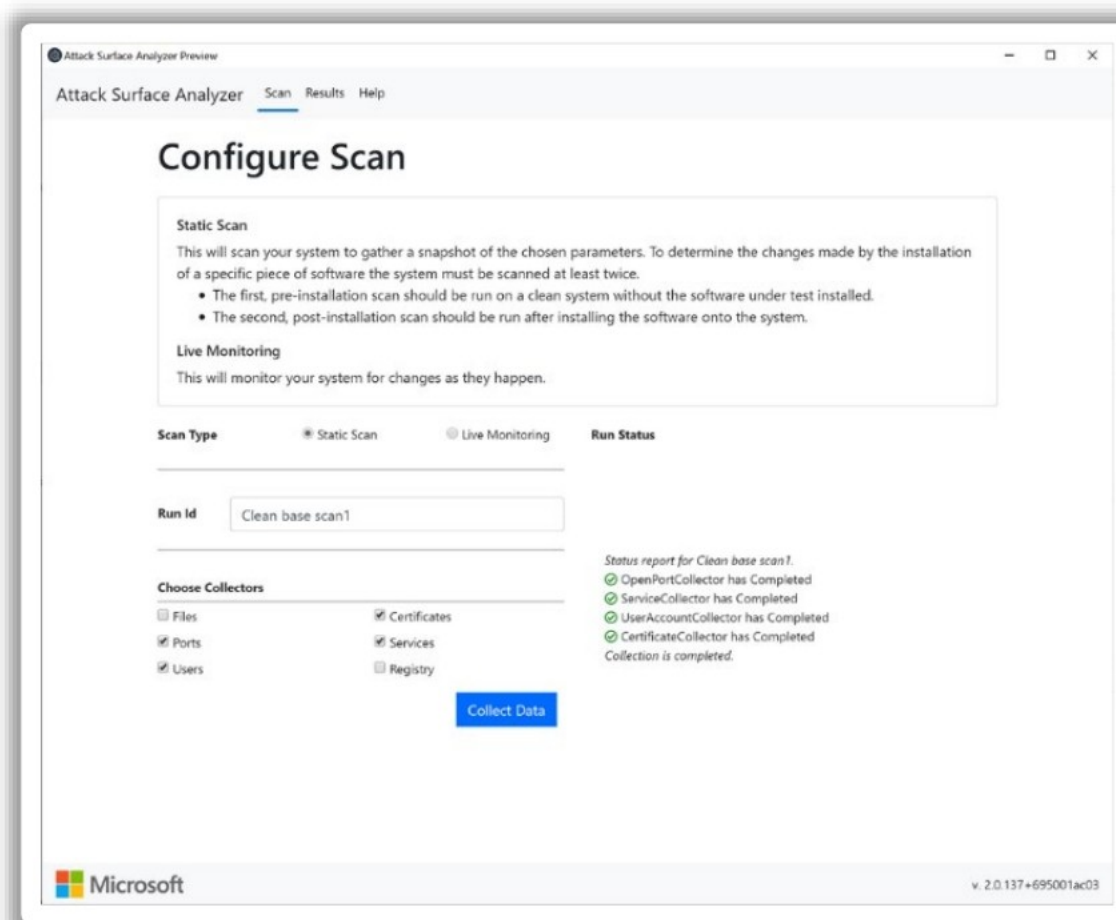 Attack Surface Analyzer Preview
Attack Surface Analyzer Scan Results Help
Configure Scan
Static Scan
This will scan your system to gather a snapshot of the chosen parameters. To determine the changes made by the installation
of a specific piece of software the system must be scanned at least twice.
• The first, pre-installation scan should be run on a clean system without the software under test installed.
• The second, post-installation scan should be run after installing the software onto the system.
Live Monitoring
This will monitor your system for changes as they happen.
Scan Type Static Scan Live Monitoring
Run Id Clean base scan1
Choose Collectors
Files Certificates
Ports Services
Users Registry
Collect Data
Run Status
Status report for Clean base scan1.
OpenPortCollector has Completed
ServiceCollector has Completed
UserAccountCollector has Completed
CertificateCollector has Completed
Collection is completed.
Microsoft
v. 2.0.137+695001ac03